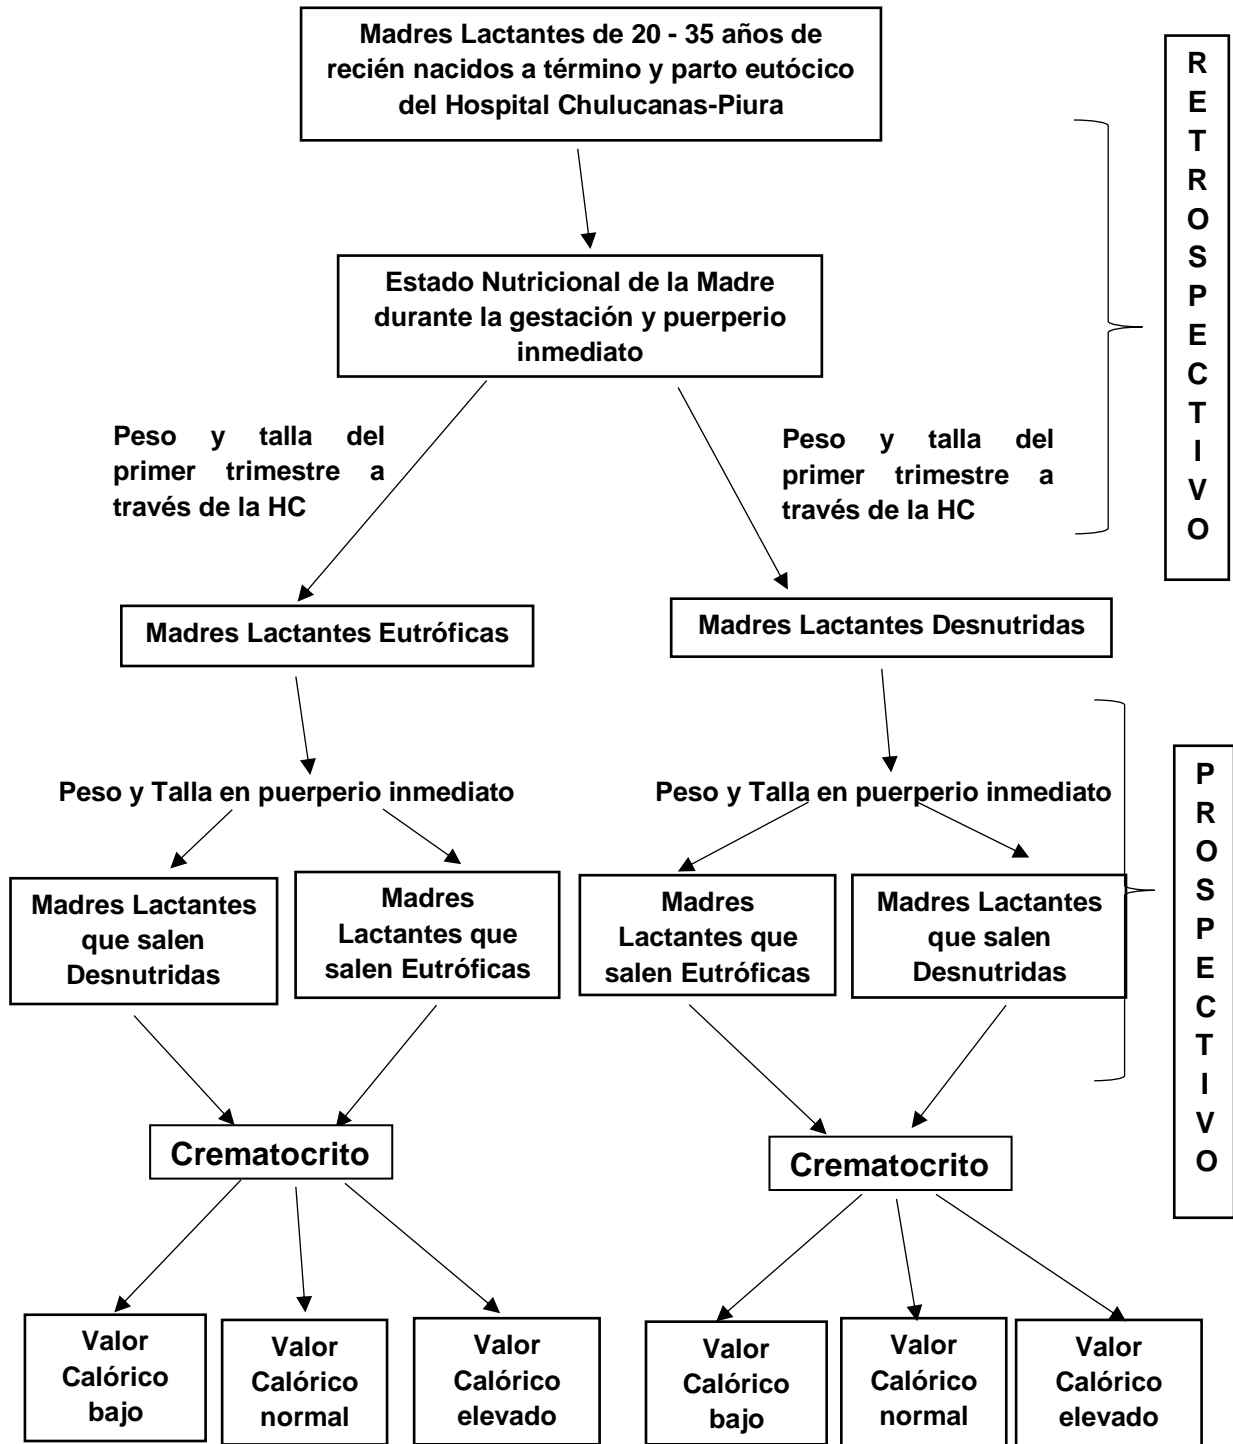 Madres Lactantes de 20 - 35 años de
recién nacidos a término y parto eutócico
del Hospital Chulucanas-Piura
R
E
T
R
O
S
P
E
C
T
I
V
O
Estado Nutricional de la Madre
durante la gestación y puerperio
inmediato
Peso y talla del
primer trimestre a
través de la HC
Peso y talla del
primer trimestre a
través de la HC
Madres Lactantes Eutróficas
Madres Lactantes Desnutridas
Peso y Talla en puerperio inmediato
Peso y Talla en puerperio inmediato
P
R
O
S
P
E
C
T
I
V
O
Madres Lactantes
que salen
Desnutridas
Madres
Lactantes que
salen Eutróficas
Madres
Lactantes que
salen Eutróficas
Madres Lactantes
que salen
Desnutridas
Crematocrito
Crematocrito
Valor
Calórico
bajo
Valor
Calórico
normal
Valor
Calórico
elevado
Valor
Calórico
bajo
Valor
Calórico
normal
Valor
Calórico
elevado